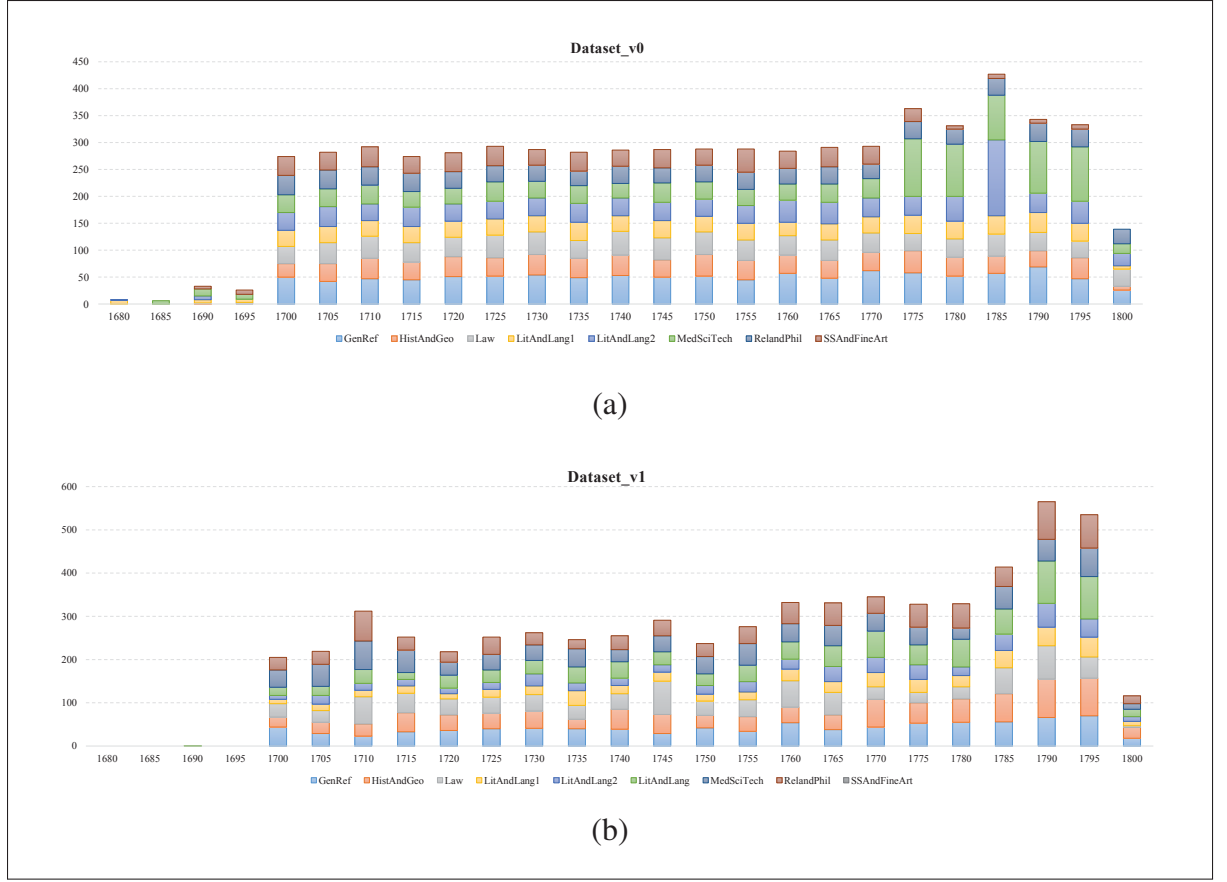 Dataset_v0
450
400
350
300
250
200
150
100
50
0
1680 1685 1690 1695 1700 1705 1710 1715 1720 1725 1730 1735 1740 1745 1750 1755 1760 1765 1770 1775 1780 1785 1790 1795 1800
GenRef HistAndGeo Law LitAndLang1 LitAndLang2 MedSciTech RelandPhil SSAndFineArt
(a)
Dataset_v1
600
500
400
300
200
100
0
1680 1685 1690 1695 1700 1705 1710 1715 1720 1725 1730 1735 1740 1745 1750 1755 1760 1765 1770 1775 1780 1785 1790 1795 1800
GenRef HistAndGeo Law LitAndLang1 LitAndLang2 LitAndLang MedSciTech RelandPhil SSAndFineArt
(b)